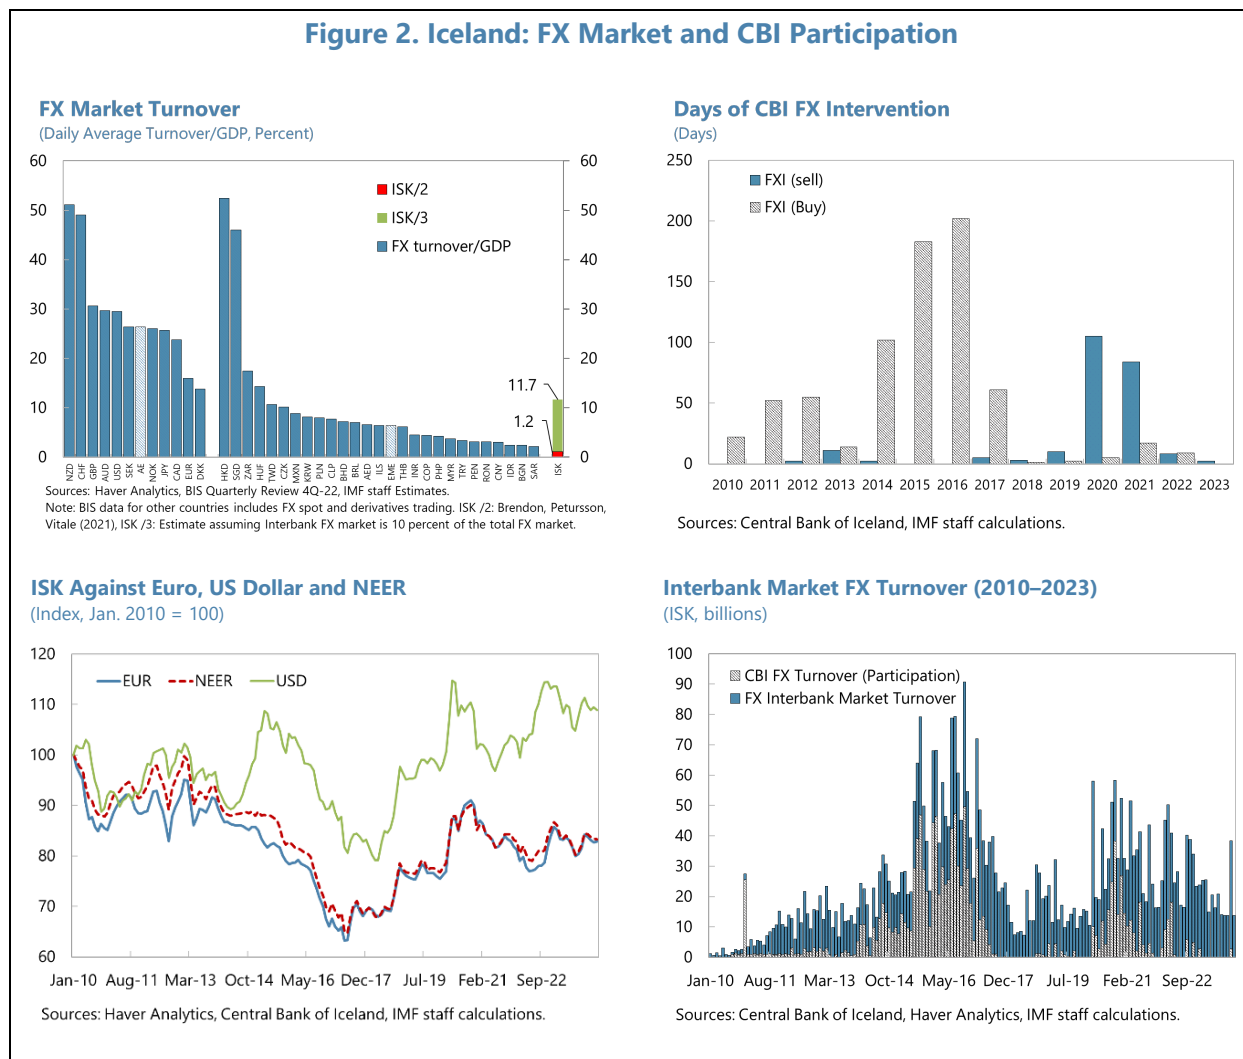 Figure 2. Iceland: FX Market and CBI Participation
FX Market Turnover
(Daily Average Turnover/GDP, Percent)
60
50
40
30
20
10
0
60
50
40
30
20
10
0
ISK/2
ISK/3
FX turnover/GDP
11.7
1.2
NZD CHF GBP AUD USD SEK AE NOK JPY CAD EUR DKK HKD SGD ZAR HUF TWD CZK MXN KRW PLN CLP BHD BRL AED ILS EME THB INR COP PHP MYR TRY PEN RON CNY IDR BGN SAR ISK
Sources: Haver Analytics, BIS Quarterly Review 4Q-22, IMF staff Estimates.
Note: BIS data for other countries includes FX spot and derivatives trading. ISK /2: Brendon, Petursson,
Vitale (2021), ISK /3: Estimate assuming Interbank FX market is 10 percent of the total FX market.
Days of CBI FX Intervention
(Days)
250
200
150
100
50
0
FXI (sell)
FXI (Buy)
2010 2011 2012 2013 2014 2015 2016 2017 2018 2019 2020 2021 2022 2023
Sources: Central Bank of Iceland, IMF staff calculations.
ISK Against Euro, US Dollar and NEER
(Index, Jan. 2010 = 100)
120
110
100
90
80
70
60
EUR NEER USD
Jan-10 Aug-11 Mar-13 Oct-14 May-16 Dec-17 Jul-19 Feb-21 Sep-22
Sources: Haver Analytics, Central Bank of Iceland, IMF staff calculations.
Interbank Market FX Turnover (2010–2023)
(ISK, billions)
100
90
80
70
60
50
40
30
20
10
0
CBI FX Turnover (Participation)
FX Interbank Market Turnover
Jan-10 Aug-11 Mar-13 Oct-14 May-16 Dec-17 Jul-19 Feb-21 Sep-22
Sources: Central Bank of Iceland, Haver Analytics, IMF staff calculations.